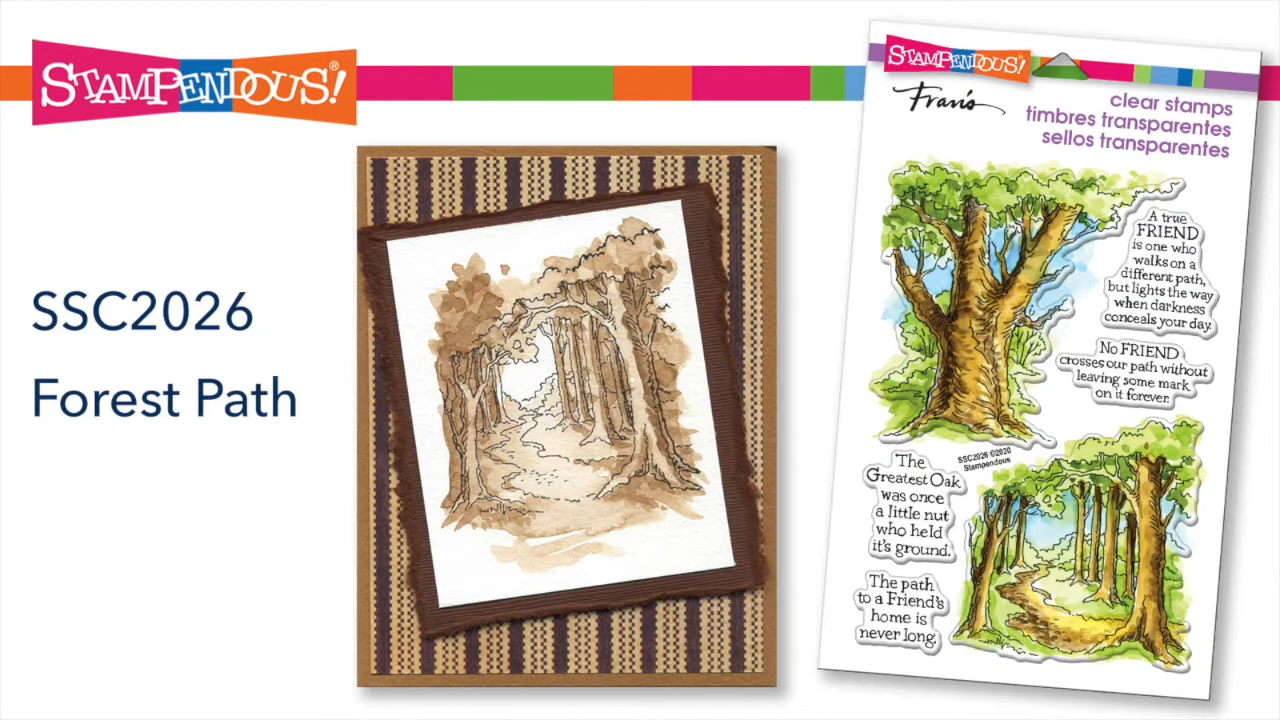 STAMPENDOUS!®
SSC2026
Forest Path
STAMPENDOUS!
Fran's
clear stamps
timbres transparentes
sellos transparentes
A true
FRIEND
is one who
walks on a
different path,
but lights the way
when darkness
conceals your day.
No FRIEND
crosses our path without
leaving some mark
on it forever.
SSC2026 ©2020
Stampendous
The
Greatest Oak
was once
a little nut
who held
it's ground.
The path
to a Friend's
home is
never long.